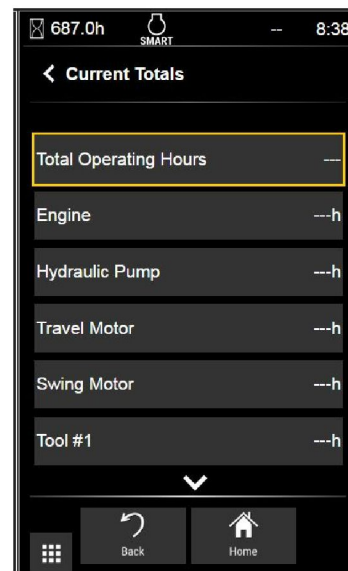 687.0h SMART -- 8:38
Current Totals
Total Operating Hours ---
Engine ---h
Hydraulic Pump ---h
Travel Motor ---h
Swing Motor ---h
Tool #1 ---h
Back Home